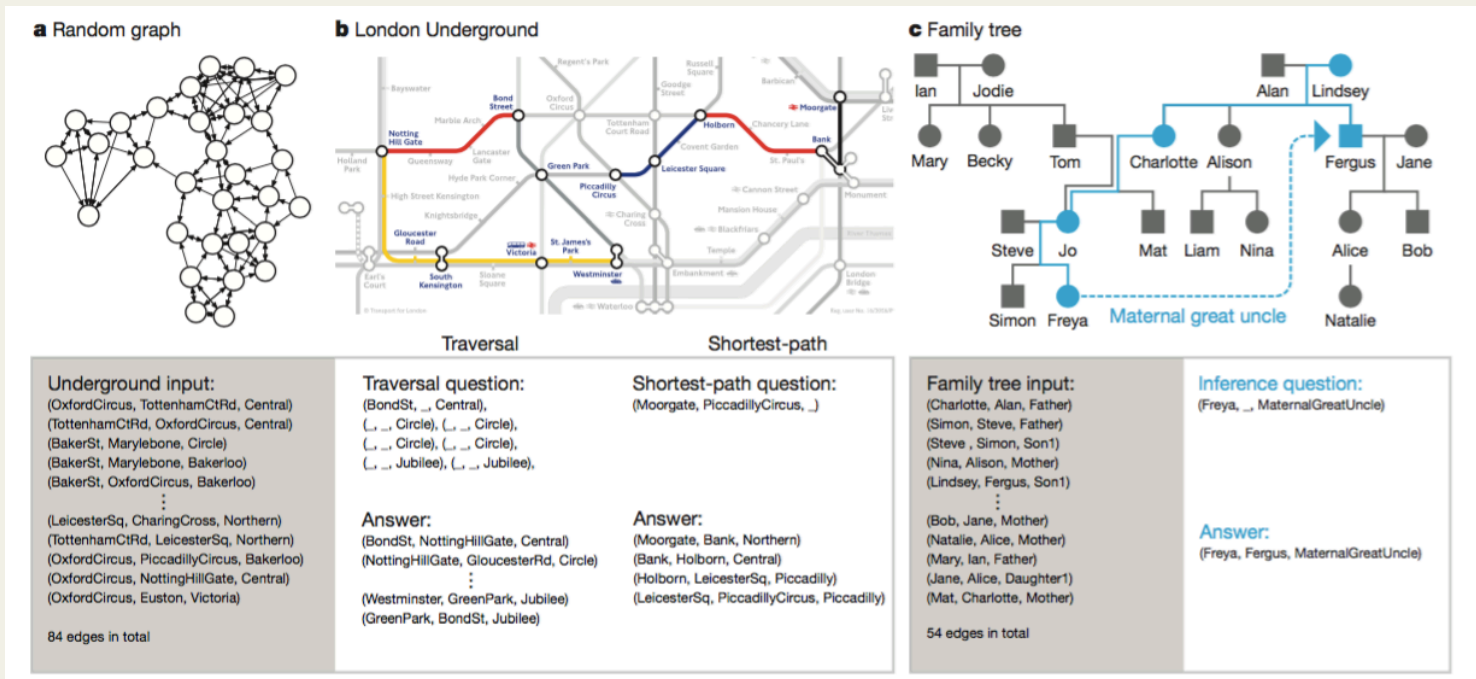 a Random graph
b London Underground
c Family tree
Regent's Park
Russell
Square
Goodge
Street
Barbican
Bayswater
Bond
Street
Oxford
Circus
Moorgate
Marble Arch
Tottenham
Court Road
Holborn
Chancery Lane
Notting
Hill Gate
Bank
Covent Garden
Holland
Park
Queensway
Lancaster
Gate
St. Paul's
Green Park
Leicester Square
Hyde Park Corner
Piccadilly
Circus
Cannon Street
Monument
High Street Kensington
Knightsbridge
Charing
Cross
Mansion House
Blackfriars
Gloucester
Road
Victoria
St. James's
Park
Temple
Earl's
Court
South
Kensington
Sloane
Square
Westminster
Embankment
London
Bridge
Waterloo
© Transport for London
Ian
Jodie
Alan
Lindsey
Mary
Becky
Tom
Charlotte
Alison
Fergus
Jane
Steve
Jo
Mat
Liam
Nina
Alice
Bob
Simon
Freya
Maternal great uncle
Natalie
Traversal
Shortest-path
Underground input:
(OxfordCircus, TottenhamCtRd, Central)
(TottenhamCtRd, OxfordCircus, Central)
(BakerSt, Marylebone, Circle)
(BakerSt, Marylebone, Bakerloo)
(BakerSt, OxfordCircus, Bakerloo)
⋮
(LeicesterSq, CharingCross, Northern)
(TottenhamCtRd, LeicesterSq, Northern)
(OxfordCircus, PiccadillyCircus, Bakerloo)
(OxfordCircus, NottingHillGate, Central)
(OxfordCircus, Euston, Victoria)
84 edges in total
Traversal question:
(BondSt, _, Central),
(_, _, Circle), (_, _, Circle),
(_, _, Circle), (_, _, Circle),
(_, _, Jubilee), (_, _, Jubilee),
Answer:
(BondSt, NottingHillGate, Central)
(NottingHillGate, GloucesterRd, Circle)
⋮
(Westminster, GreenPark, Jubilee)
(GreenPark, BondSt, Jubilee)
Shortest-path question:
(Moorgate, PiccadillyCircus, _)
Answer:
(Moorgate, Bank, Northern)
(Bank, Holborn, Central)
(Holborn, LeicesterSq, Piccadilly)
(LeicesterSq, PiccadillyCircus, Piccadilly)
Family tree input:
(Charlotte, Alan, Father)
(Simon, Steve, Father)
(Steve , Simon, Son1)
(Nina, Alison, Mother)
(Lindsey, Fergus, Son1)
⋮
(Bob, Jane, Mother)
(Natalie, Alice, Mother)
(Mary, Ian, Father)
(Jane, Alice, Daughter1)
(Mat, Charlotte, Mother)
54 edges in total
Inference question:
(Freya, _, MaternalGreatUncle)
Answer:
(Freya, Fergus, MaternalGreatUncle)